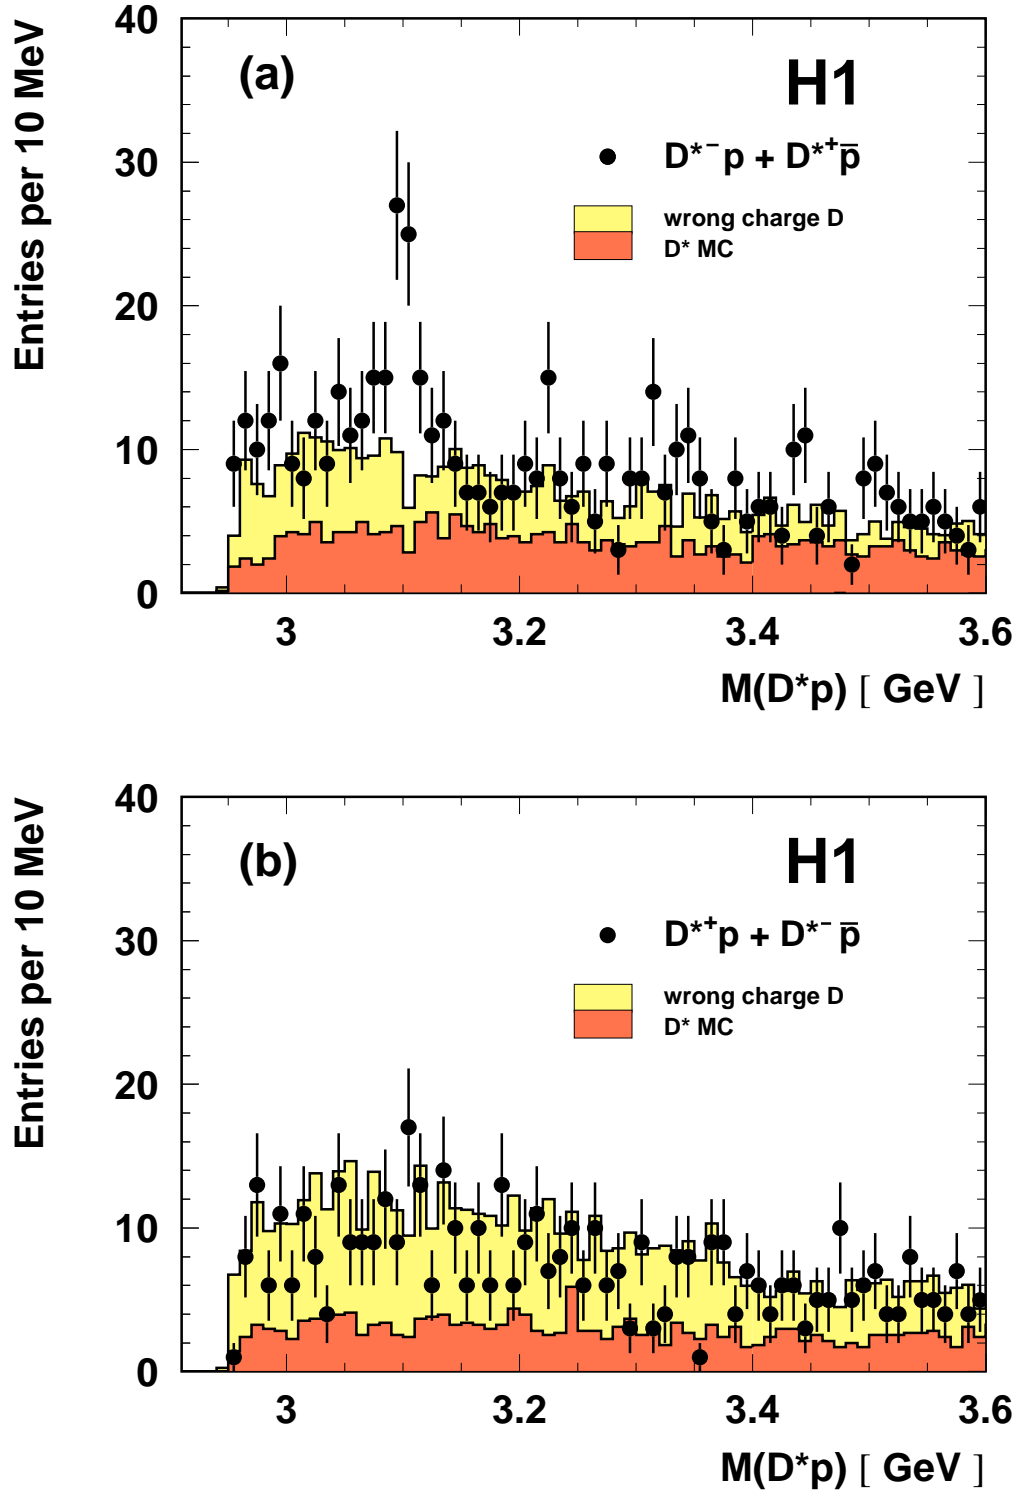 Entries per 10 MeV
40
30
20
10
0
(a)
H1
D*⁻p + D*⁺p̅
wrong charge D
D* MC
3 3.2 3.4 3.6
M(D*p) [ GeV ]
Entries per 10 MeV
40
30
20
10
0
(b)
H1
D*⁺p + D*⁻ p̅
wrong charge D
D* MC
3 3.2 3.4 3.6
M(D*p) [ GeV ]